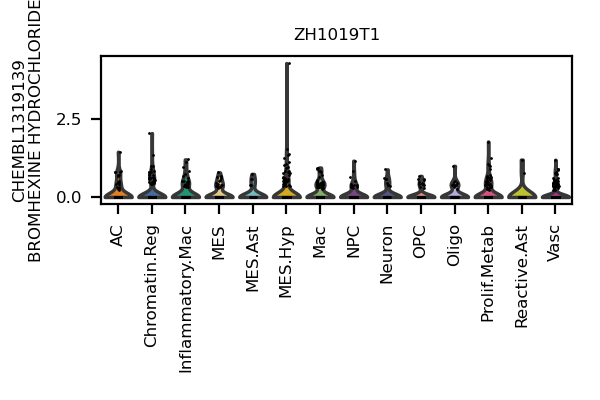 ZH1019T1
CHEMBL1319139
BROMHEXINE HYDROCHLORIDE
2.5
0.0
AC
Chromatin.Reg
Inflammatory.Mac
MES
MES.Ast
MES.Hyp
Mac
NPC
Neuron
OPC
Oligo
Prolif.Metab
Reactive.Ast
Vasc